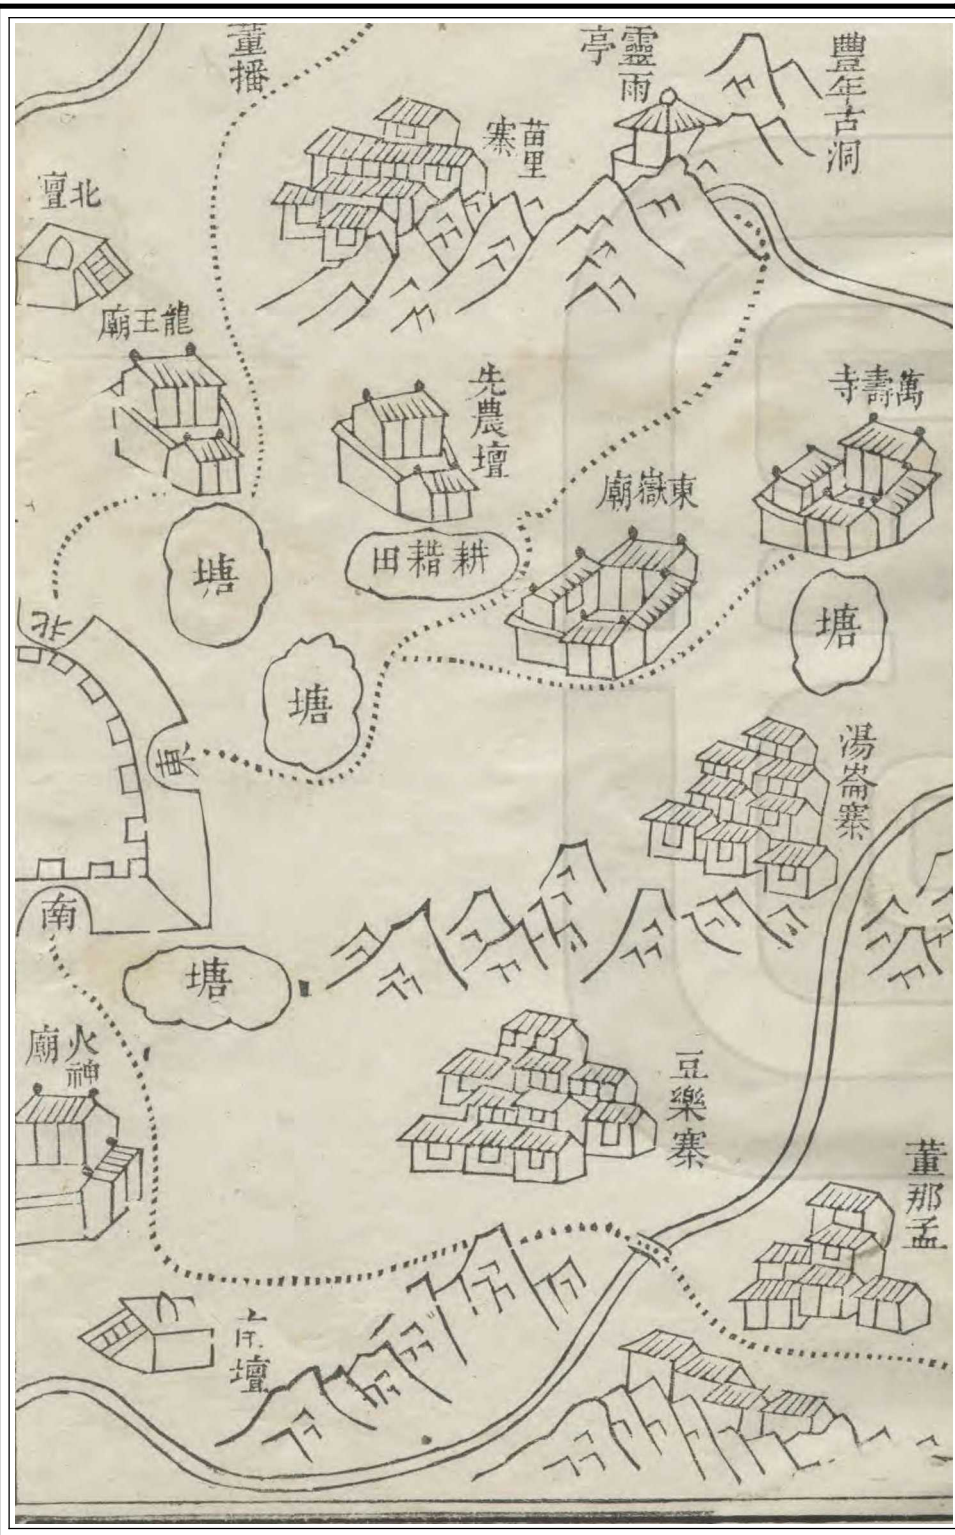 豐年古洞
靈雨亭
苗里寨
董播
北壇
龍王廟
先農壇
萬壽寺
東嶽廟
耕耤田
塘
塘
塘
北
東
湯崙寨
南
塘
火神廟
豆樂寨
董那孟
壇